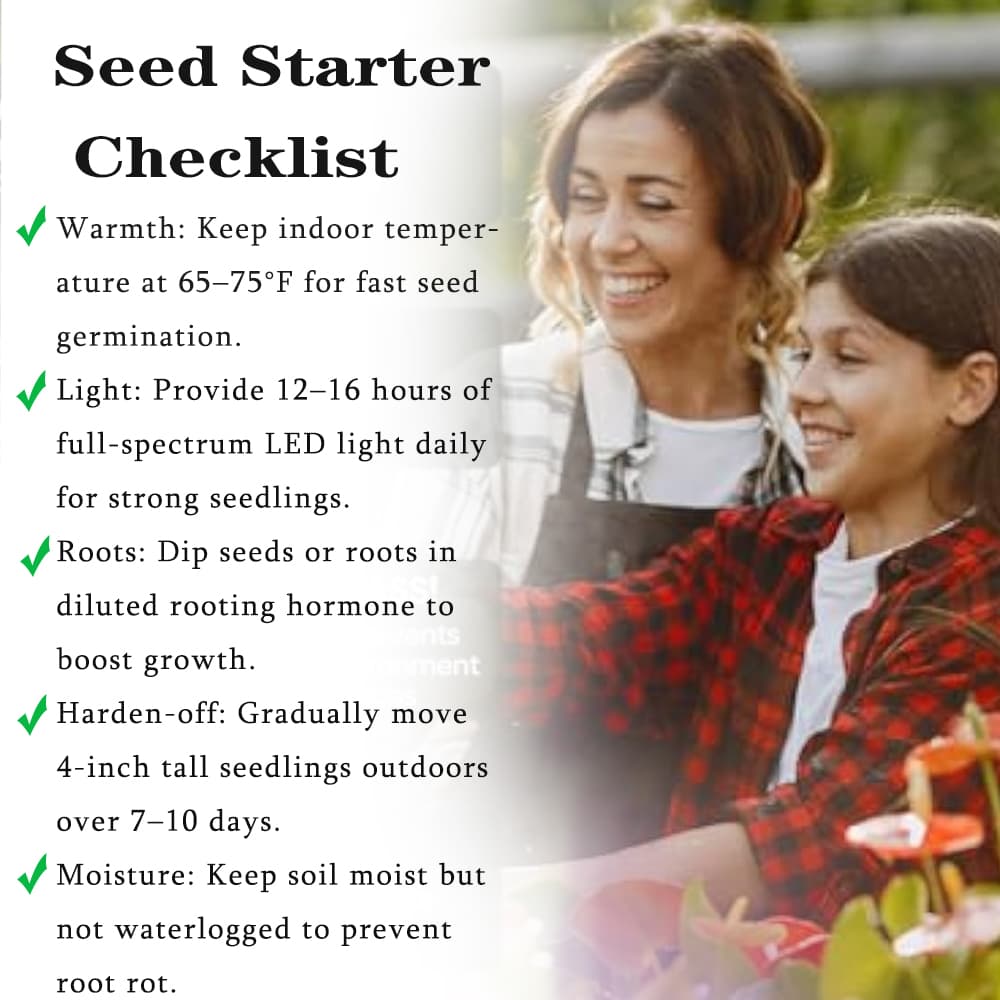 Seed Starter
Checklist
Warmth: Keep indoor temper-
ature at 65–75°F for fast seed
germination.
Light: Provide 12–16 hours of
full-spectrum LED light daily
for strong seedlings.
Roots: Dip seeds or roots in
diluted rooting hormone to
boost growth.
Harden-off: Gradually move
4-inch tall seedlings outdoors
over 7–10 days.
Moisture: Keep soil moist but
not waterlogged to prevent
root rot.